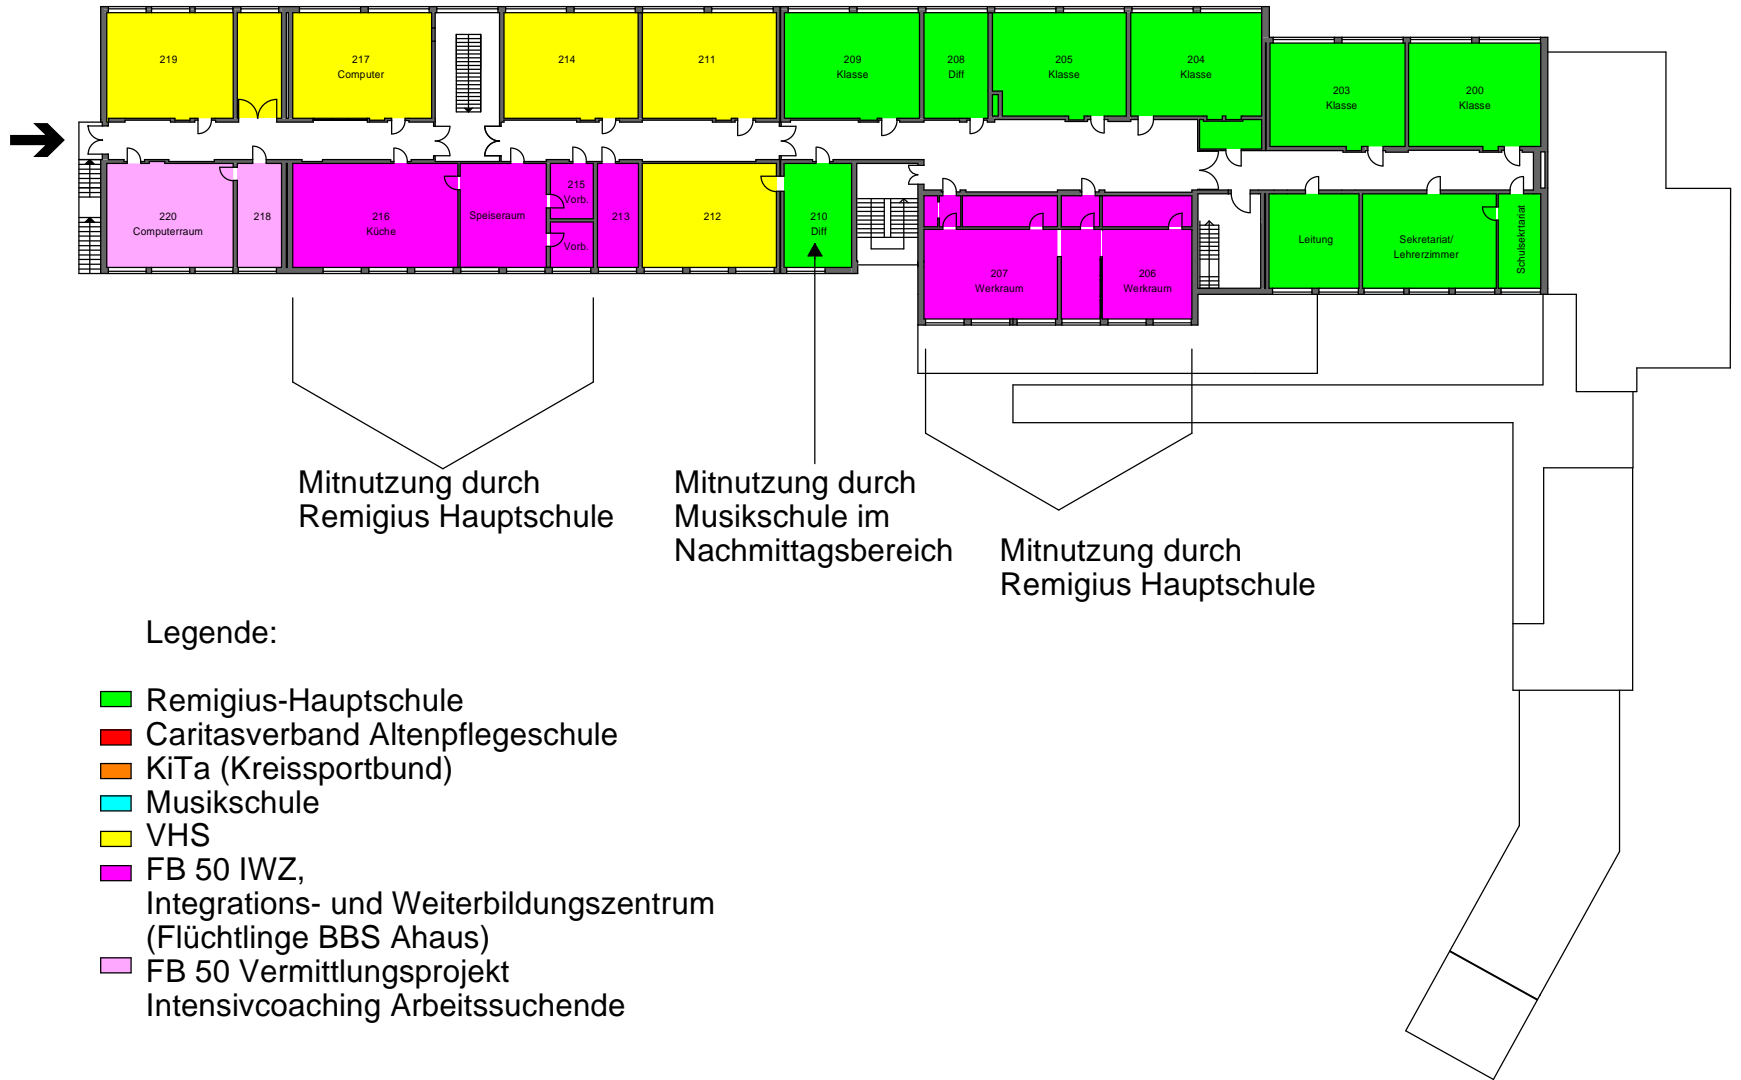 219
217
Computer
214
211
209
Klasse
208
Diff
205
Klasse
204
Klasse
203
Klasse
200
Klasse
220
Computerraum
218
216
Küche
Speiseraum
215
Vorb.
Vorb.
213
212
210
Diff
207
Werkraum
206
Werkraum
Leitung
Sekretariat/
Lehrerzimmer
Schulsekrtariat
Mitnutzung durch
Remigius Hauptschule
Mitnutzung durch
Musikschule im
Nachmittagsbereich
Mitnutzung durch
Remigius Hauptschule
Legende:
Remigius-Hauptschule
Caritasverband Altenpflegeschule
KiTa (Kreissportbund)
Musikschule
VHS
FB 50 IWZ,
Integrations- und Weiterbildungszentrum
(Flüchtlinge BBS Ahaus)
FB 50 Vermittlungsprojekt
Intensivcoaching Arbeitssuchende